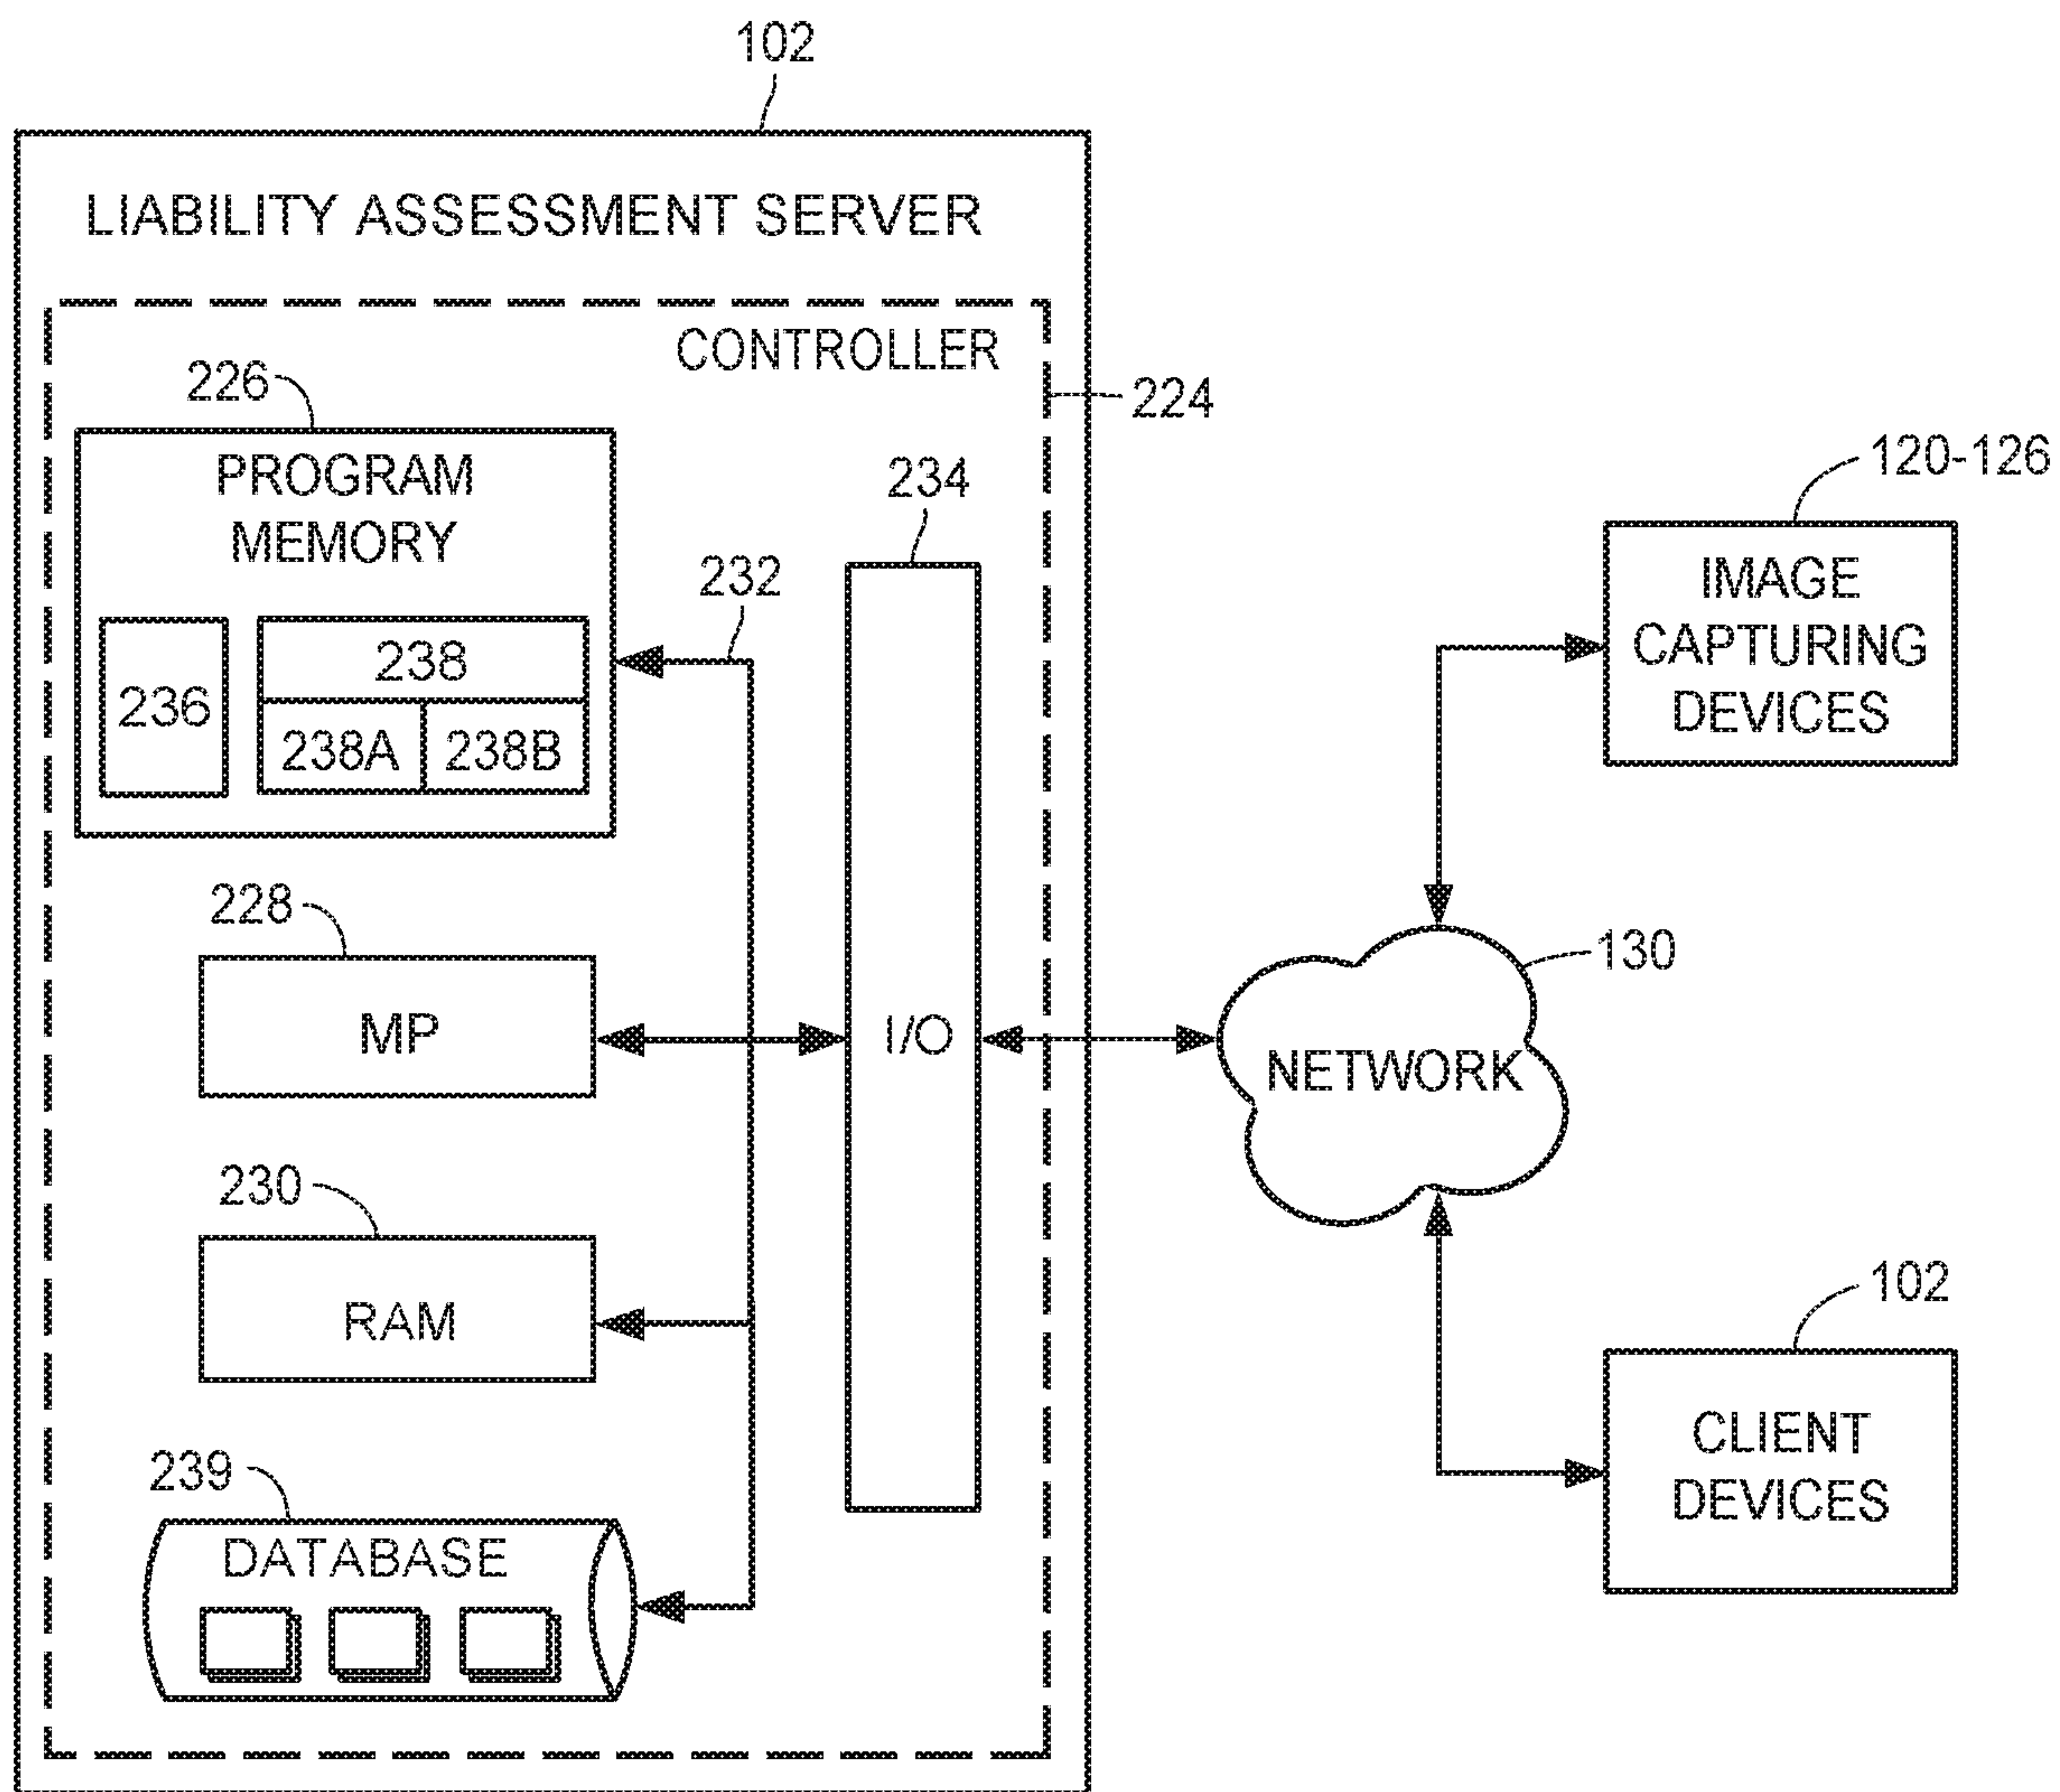 102
LIABILITY ASSESSMENT SERVER
CONTROLLER
224
226
PROGRAM
MEMORY
236
238
238A
238B
232
234
I/O
228
MP
230
RAM
239
DATABASE
120-126
IMAGE
CAPTURING
DEVICES
130
NETWORK
102
CLIENT
DEVICES